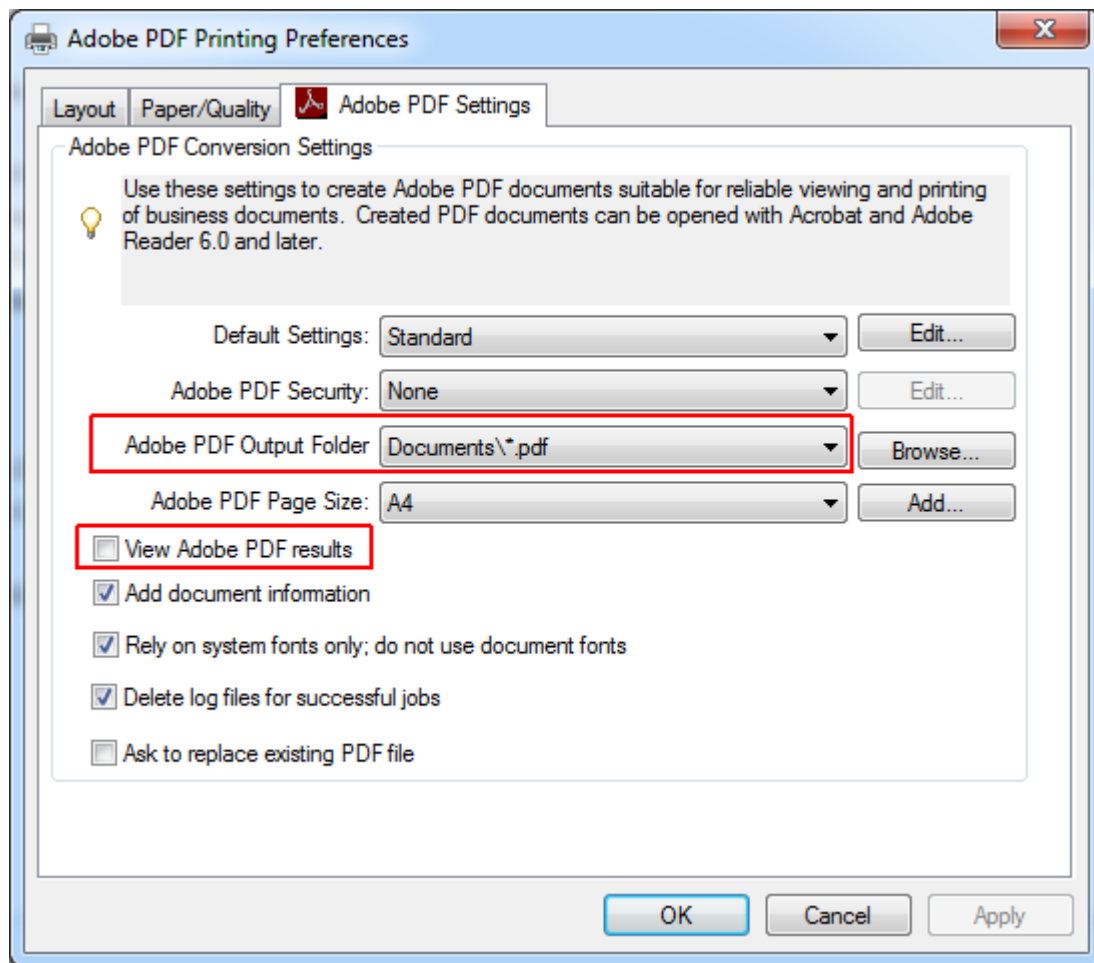 Adobe PDF Printing Preferences
Layout Paper/Quality Adobe PDF Settings
Adobe PDF Conversion Settings
Use these settings to create Adobe PDF documents suitable for reliable viewing and printing
of business documents.  Created PDF documents can be opened with Acrobat and Adobe
Reader 6.0 and later.
Default Settings: Standard Edit...
Adobe PDF Security: None Edit...
Adobe PDF Output Folder Documents\*.pdf Browse...
Adobe PDF Page Size: A4 Add...
View Adobe PDF results
Add document information
Rely on system fonts only; do not use document fonts
Delete log files for successful jobs
Ask to replace existing PDF file
OK Cancel Apply